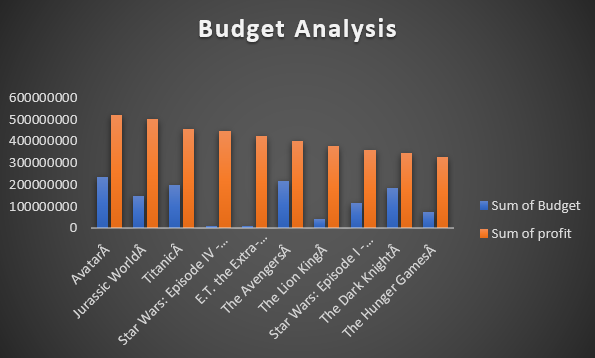 Budget Analysis
600000000
500000000
400000000
300000000
200000000
100000000
0
AvatarÂ
Jurassic WorldÂ
TitanicÂ
Star Wars: Episode IV -...
E.T. the Extra-...
The AvengersÂ
The Lion KingÂ
Star Wars: Episode I -...
The Dark KnightÂ
The Hunger GamesÂ
Sum of Budget
Sum of profit